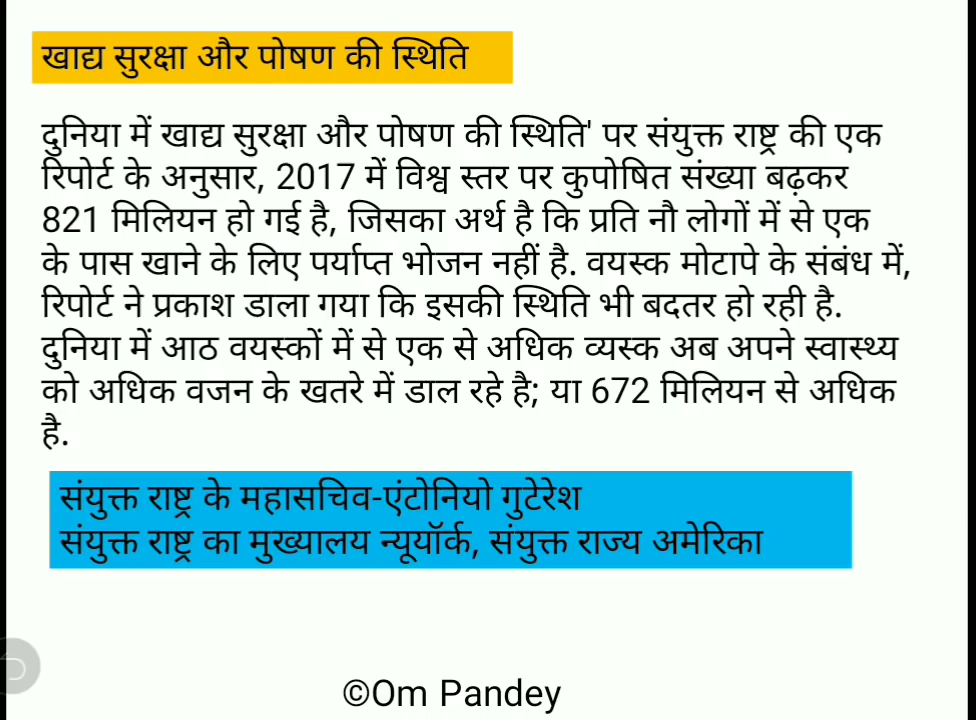 खाद्य सुरक्षा और पोषण की स्थिति
दुनिया में खाद्य सुरक्षा और पोषण की स्थिति' पर संयुक्त राष्ट्र की एक
रिपोर्ट के अनुसार, 2017 में विश्व स्तर पर कुपोषित संख्या बढ़कर
821 मिलियन हो गई है, जिसका अर्थ है कि प्रति नौ लोगों में से एक
के पास खाने के लिए पर्याप्त भोजन नहीं है. वयस्क मोटापे के संबंध में,
रिपोर्ट ने प्रकाश डाला गया कि इसकी स्थिति भी बदतर हो रही है.
दुनिया में आठ वयस्कों में से एक से अधिक व्यस्क अब अपने स्वास्थ्य
को अधिक वजन के खतरे में डाल रहे है; या 672 मिलियन से अधिक
है.
संयुक्त राष्ट्र के महासचिव-एंटोनियो गुटेरेश
संयुक्त राष्ट्र का मुख्यालय न्यूयॉर्क, संयुक्त राज्य अमेरिका
©Om Pandey